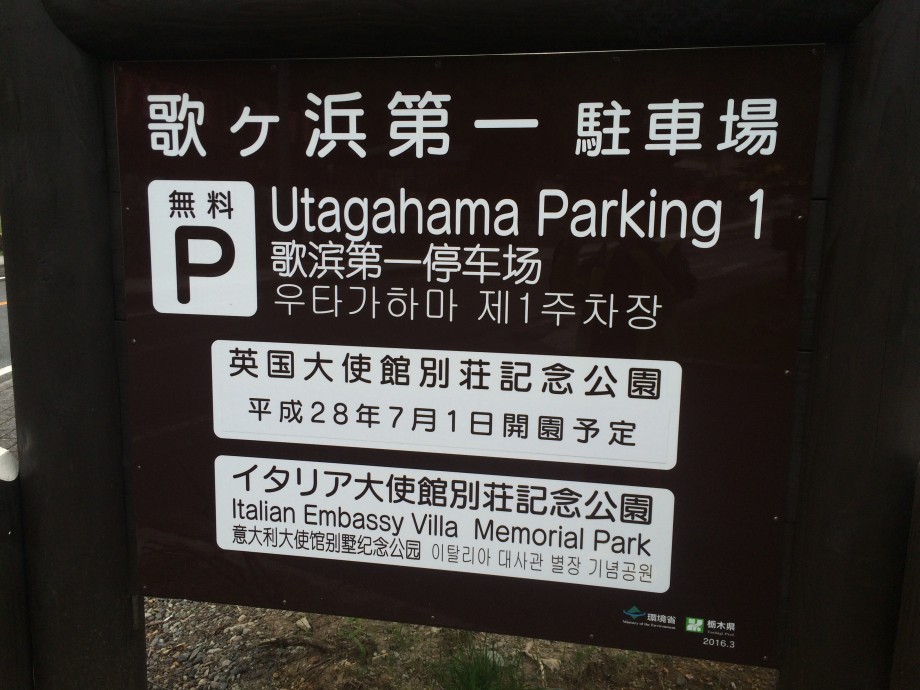 歌ヶ浜第一 駐車場
無料
P
Utagahama Parking 1
歌滨第一停车场
우타가하마 제1주차장
英国大使館別荘記念公園
平成28年7月1日開園予定
イタリア大使館別荘記念公園
Italian Embassy Villa Memorial Park
意大利大使馆别墅纪念公园 이탈리아 대사관 별장 기념공원
環境省
Ministry of the Environment
栃木県
2016.3